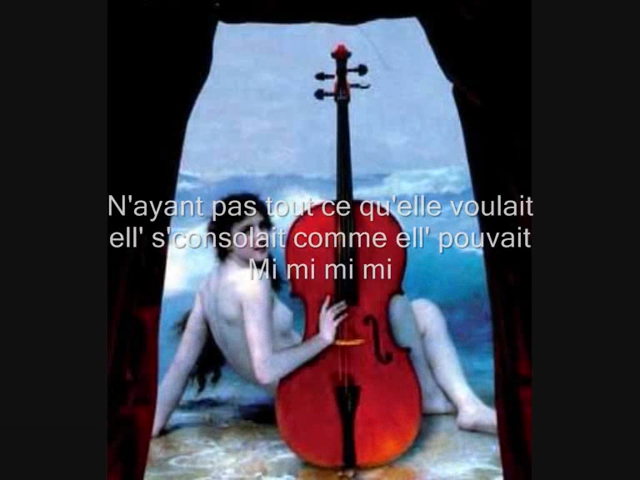 N'ayant pas tout ce qu'elle voulait
ell' s'consolait comme ell' pouvait
Mi mi mi mi